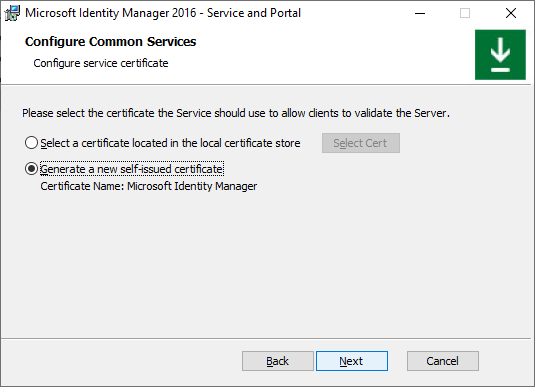 Microsoft Identity Manager 2016 - Service and Portal
Configure Common Services
Configure service certificate
Please select the certificate the Service should use to allow clients to validate the Server.
Select a certificate located in the local certificate store Select Cert
Generate a new self-issued certificate
Certificate Name: Microsoft Identity Manager
Back Next Cancel